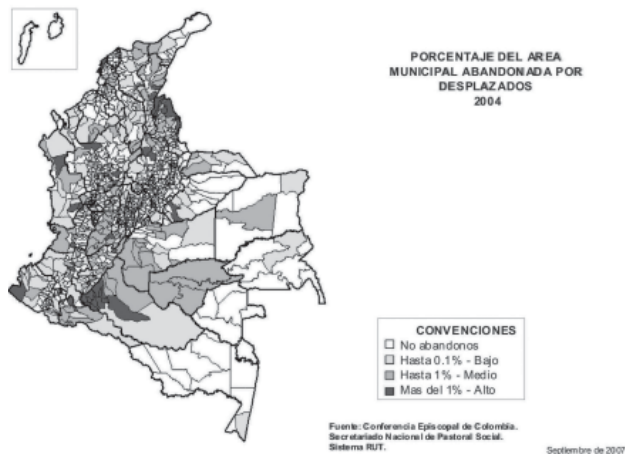 PORCENTAJE DEL AREA
MUNICIPAL ABANDONADA POR
DESPLAZADOS
2004
CONVENCIONES
No abandonos
Hasta 0.1% - Bajo
Hasta 1% - Medio
Mas del 1% - Alto
Fuente: Conferencia Episcopal de Colombia.
Secretariado Nacional de Pastoral Social.
Sistema RUT.
Septiembre de 2007